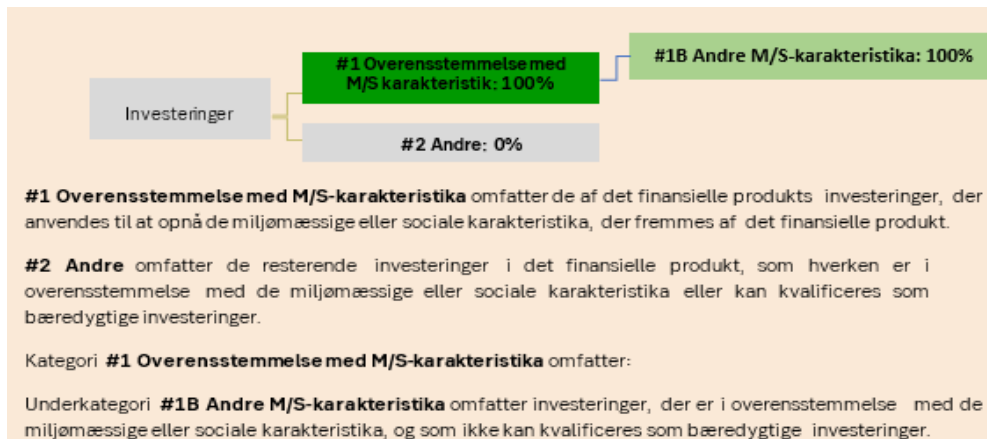 #1 Overensstemmelse med
M/S karakteristik: 100%
#1B Andre M/S-karakteristika: 100%
Investeringer
#2 Andre: 0%
#1 Overensstemmelse med M/S-karakteristika omfatter de af det finansielle produkts investeringer, der
anvendes til at opnå de miljømæssige eller sociale karakteristika, der fremmes af det finansielle produkt.
#2 Andre omfatter de resterende investeringer i det finansielle produkt, som hverken er i
overensstemmelse med de miljømæssige eller sociale karakteristika eller kan kvalificeres som
bæredygtige investeringer.
Kategori #1 Overensstemmelse med M/S-karakteristika omfatter:
Underkategori #1B Andre M/S-karakteristika omfatter investeringer, der er i overensstemmelse med de
miljømæssige eller sociale karakteristika, og som ikke kan kvalificeres som bæredygtige investeringer.